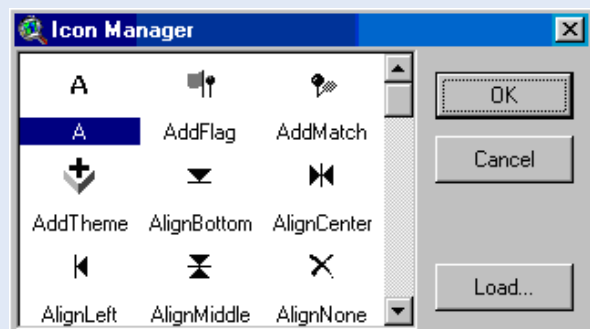 Icon Manager
A
A AddFlag AddMatch
AddTheme AlignBottom AlignCenter
AlignLeft AlignMiddle AlignNone
OK
Cancel
Load...